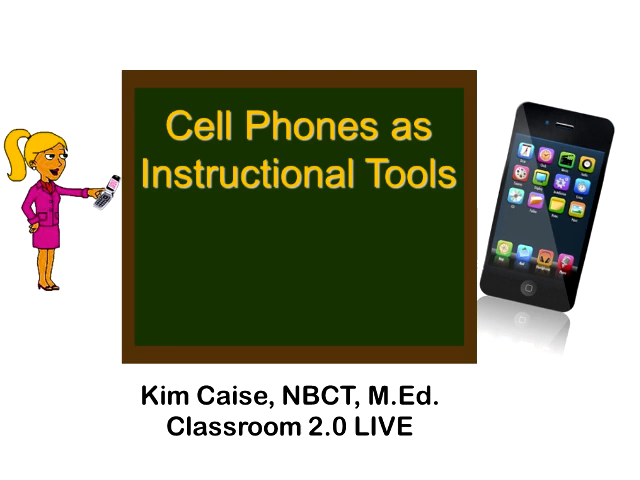 Cell Phones as
Instructional Tools
Kim Caise, NBCT, M.Ed.
Classroom 2.0 LIVE